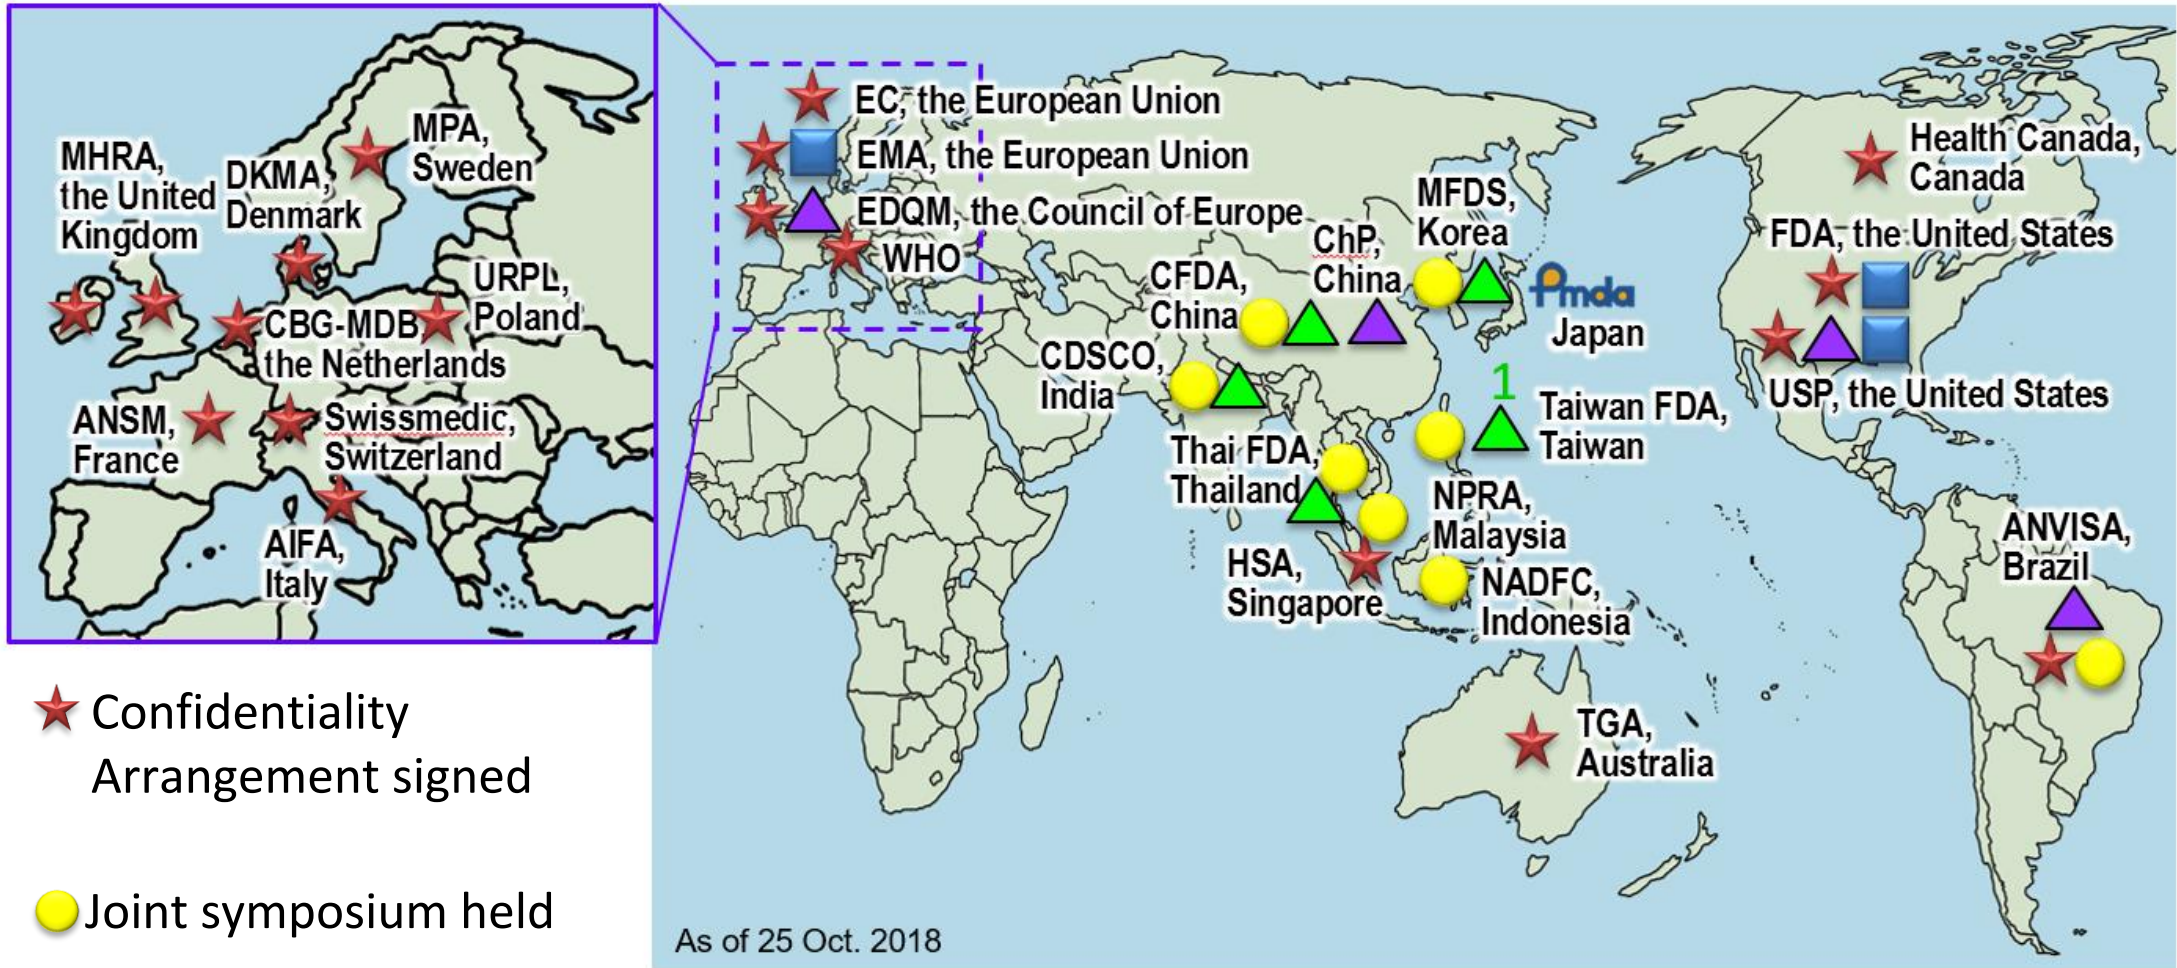 MHRA,
the United
Kingdom
DKMA,
Denmark
MPA,
Sweden
URPL,
Poland
CBG-MDB
the Netherlands
ANSM,
France
Swissmedic,
Switzerland
AIFA,
Italy
EC, the European Union
EMA, the European Union
EDQM, the Council of Europe
WHO
CFDA,
China
ChP,
China
MFDS,
Korea
Pmda
Japan
CDSCO,
India
1
Taiwan FDA,
Taiwan
Thai FDA,
Thailand
NPRA,
Malaysia
HSA,
Singapore
NADFC,
Indonesia
TGA,
Australia
Health Canada,
Canada
FDA, the United States
USP, the United States
ANVISA,
Brazil
Confidentiality
Arrangement signed
Joint symposium held
As of 25 Oct. 2018